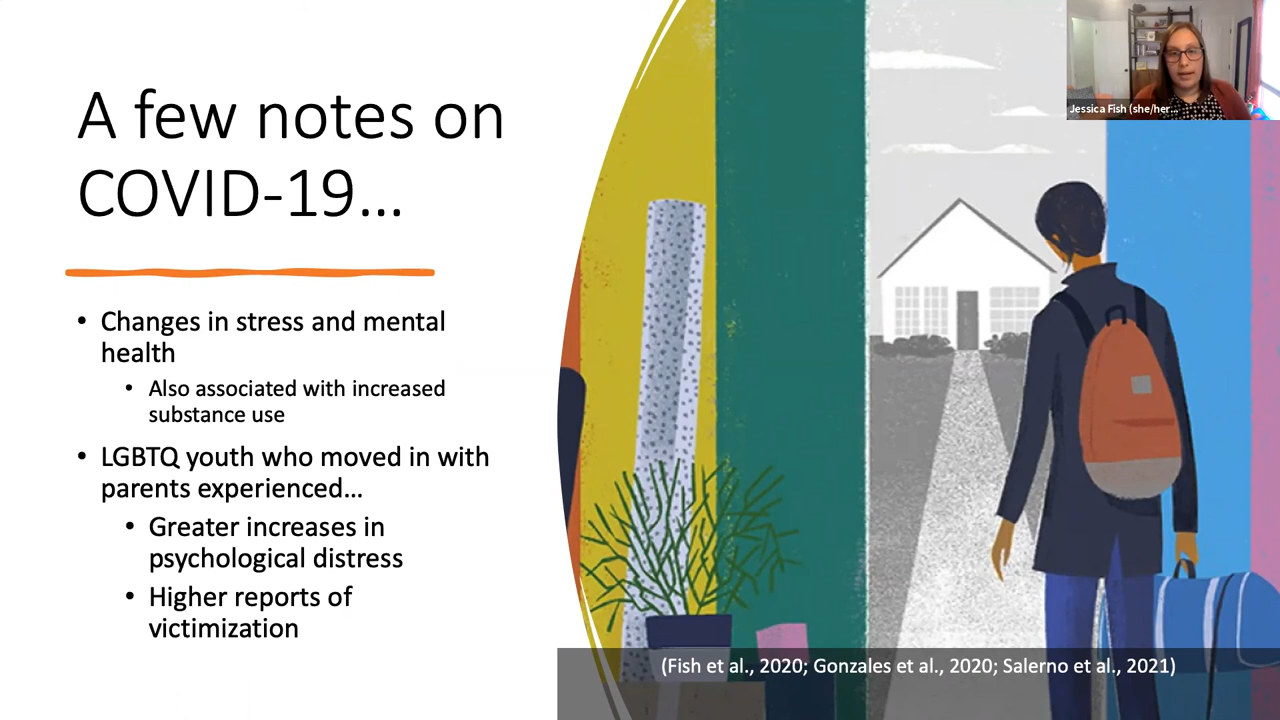 A few notes on
COVID-19…
• Changes in stress and mental
health
• Also associated with increased
substance use
• LGBTQ youth who moved in with
parents experienced…
• Greater increases in
psychological distress
• Higher reports of
victimization
(Fish et al., 2020; Gonzales et al., 2020; Salerno et al., 2021)
Jessica Fish (she/her...